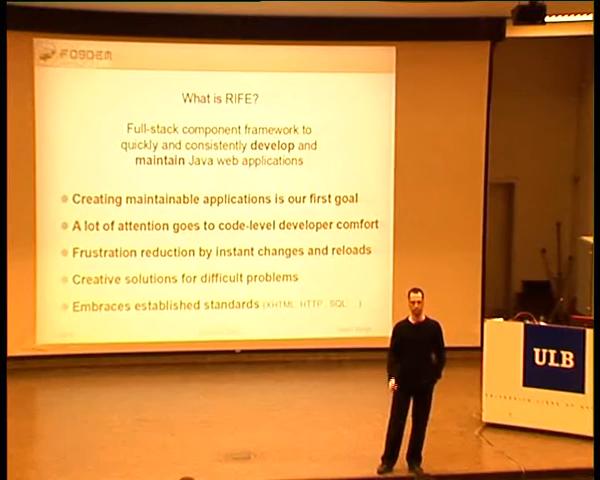 FOSDEM
What is RIFE?
Full-stack component framework to
quickly and consistently develop and
maintain Java web applications
Creating maintainable applications is our first goal
A lot of attention goes to code-level developer comfort
Frustration reduction by instant changes and reloads
Creative solutions for difficult problems
Embraces established standards (XHTML, HTTP, SQL, ...)
ULB